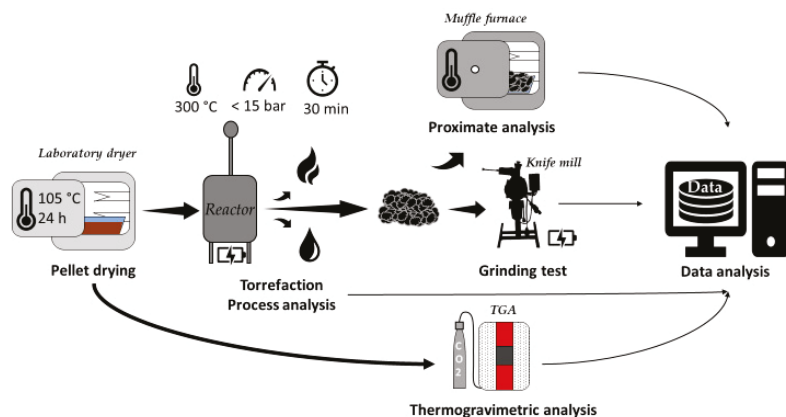 Muffle furnace
300 °C
< 15 bar
30 min
Proximate analysis
Laboratory dryer
105 °C
24 h
Reactor
Knife mill
Data
Pellet drying
Torrefaction
Process analysis
Grinding test
Data analysis
TGA
CO2
Thermogravimetric analysis